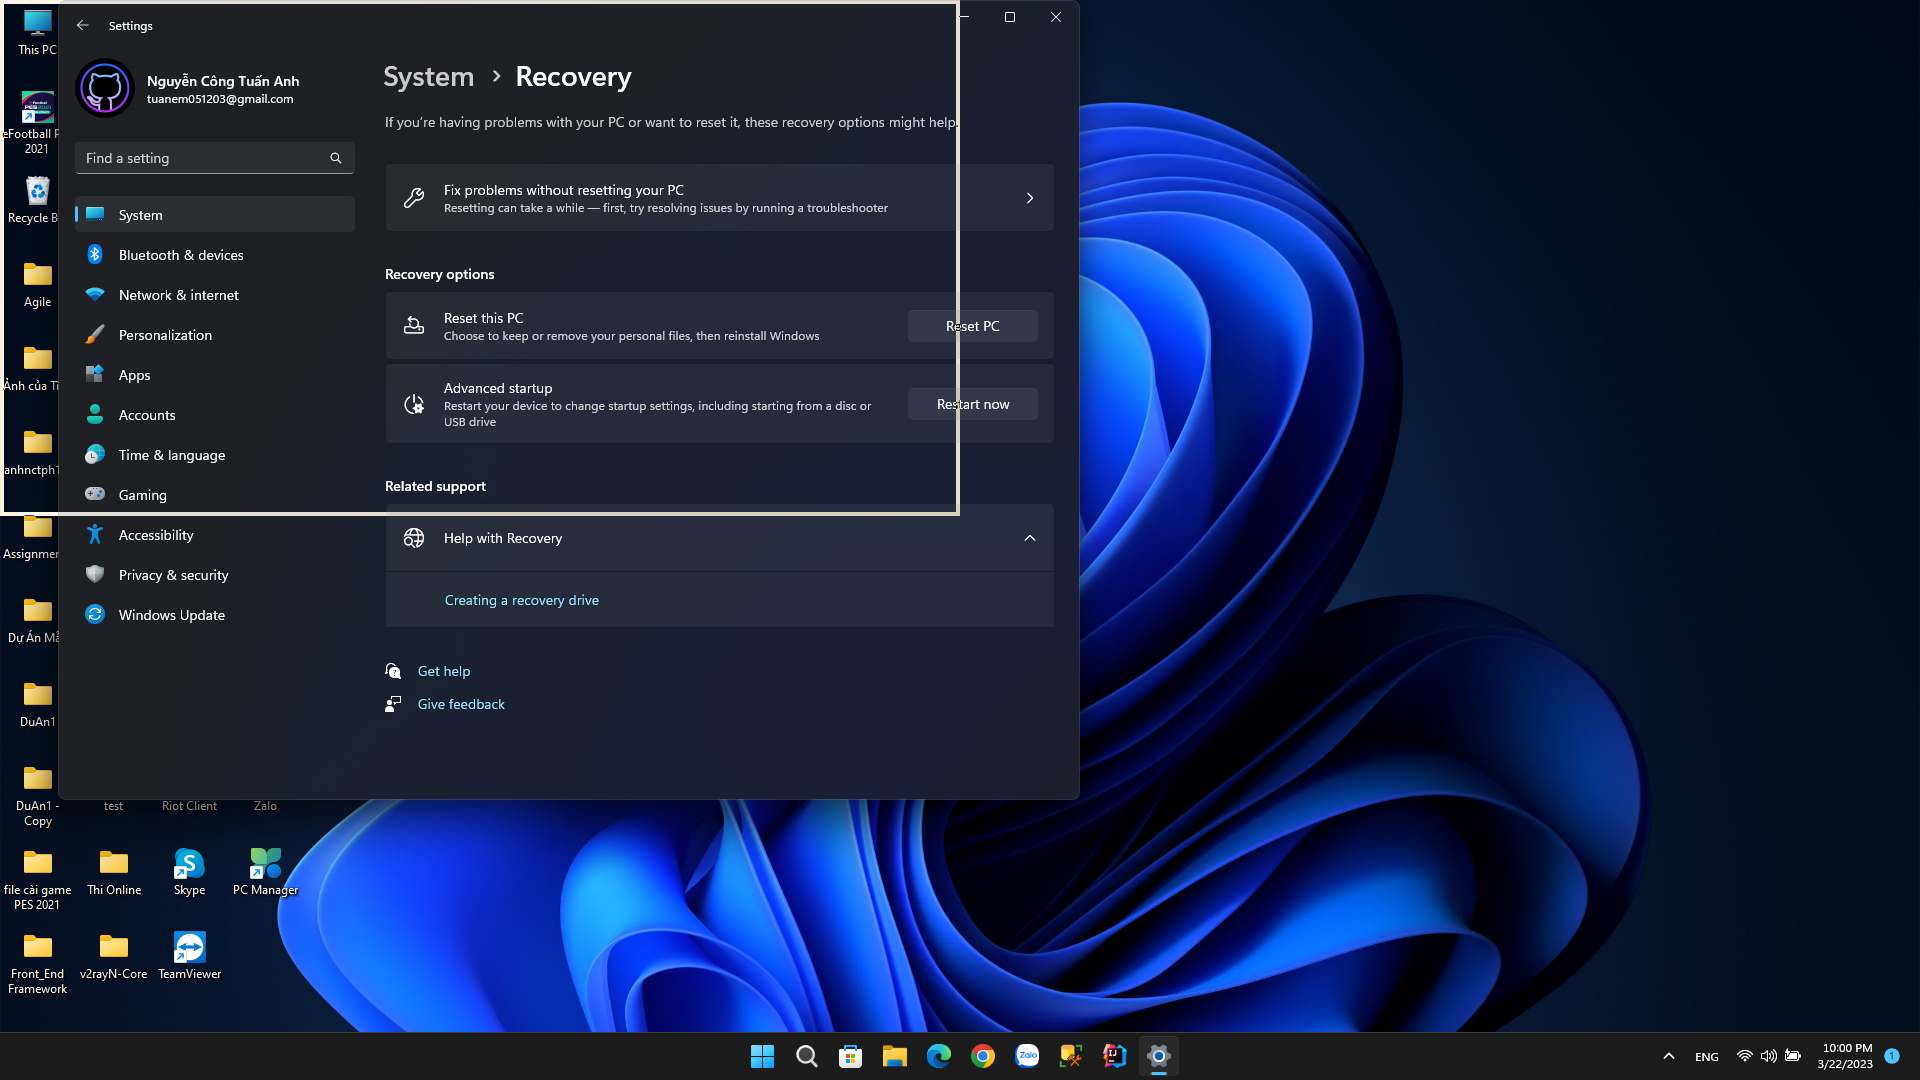 Settings
Nguyễn Công Tuấn Anh
tuanem051203@gmail.com
Find a setting
System
Bluetooth & devices
Network & internet
Personalization
Apps
Accounts
Time & language
Gaming
Accessibility
Privacy & security
Windows Update
System > Recovery
If you're having problems with your PC or want to reset it, these recovery options might help.
Fix problems without resetting your PC
Resetting can take a while — first, try resolving issues by running a troubleshooter
Recovery options
Reset this PC
Choose to keep or remove your personal files, then reinstall Windows
Reset PC
Advanced startup
Restart your device to change startup settings, including starting from a disc or
USB drive
Restart now
Related support
Help with Recovery
Creating a recovery drive
Get help
Give feedback
This PC
eFootball P
2021
Recycle B
Agile
Ảnh của Ti
anhnctph1
Assignmen
Dự Án Mẫ
DuAn1
DuAn1 -
Copy
test
Riot Client
Zalo
file cài game
PES 2021
Thi Online
Skype
PC Manager
Front_End
Framework
v2rayN-Core
TeamViewer
Zalo
ENG
10:00 PM
3/22/2023
1